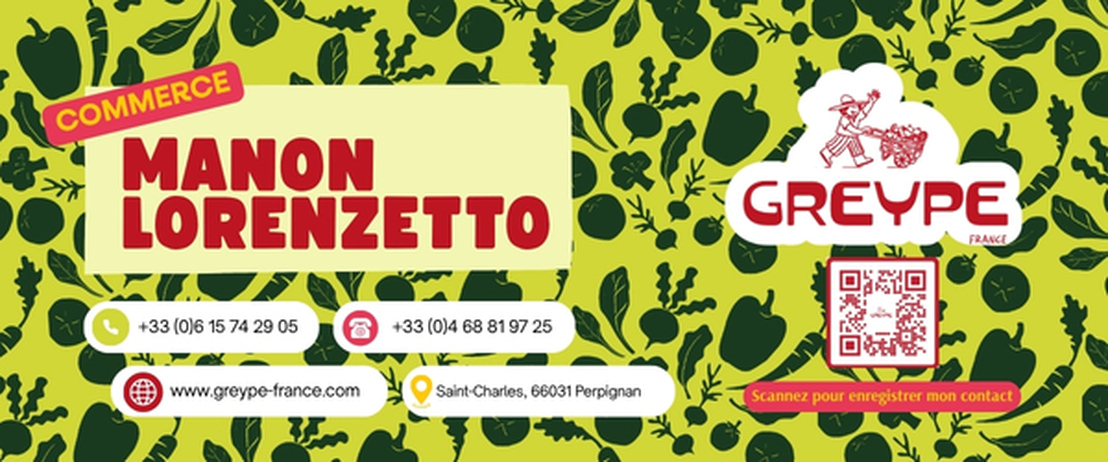 COMMERCE
MANON
LORENZETTO
+33 (0)6 15 74 29 05
+33 (0)4 68 81 97 25
www.greype-france.com
Saint-Charles, 66031 Perpignan
GREYPE
FRANCE
Scannez pour enregistrer mon contact